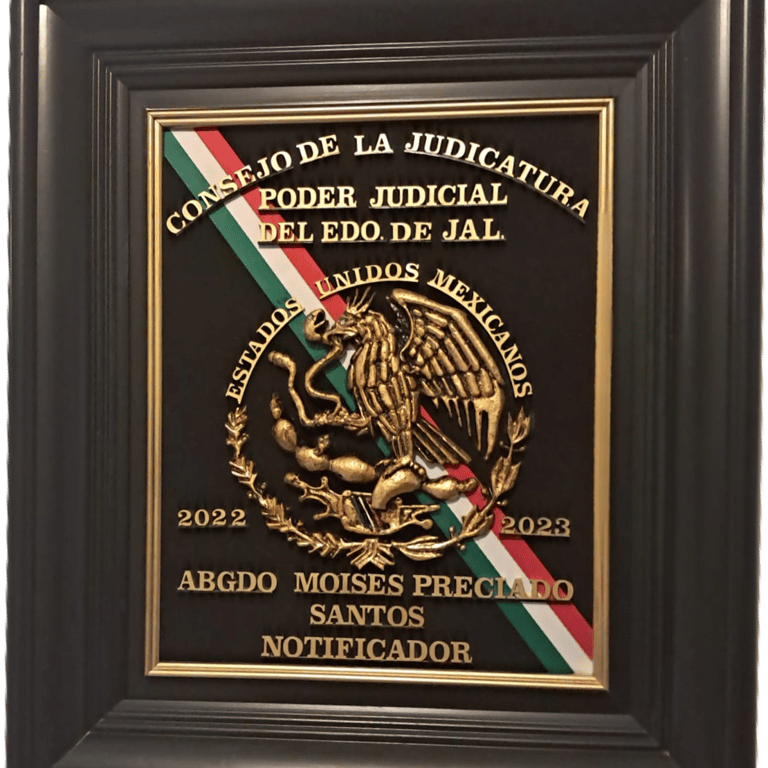 CONSEJO DE LA JUDICATURA
PODER JUDICIAL
DEL EDO. DE JAL.
ESTADOS UNIDOS MEXICANOS
2022 2023
ABGDO MOISES PRECIADO
SANTOS
NOTIFICADOR